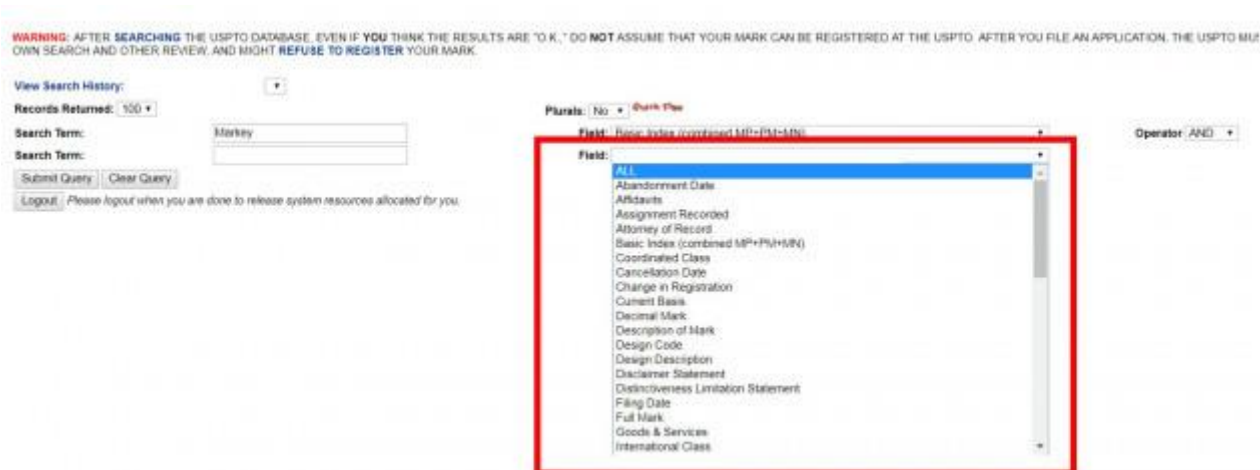 WARNING: AFTER SEARCHING THE USPTO DATABASE, EVEN IF YOU THINK THE RESULTS ARE "O.K.," DO NOT ASSUME THAT YOUR MARK CAN BE REGISTERED AT THE USPTO. AFTER YOU FILE AN APPLICATION, THE USPTO
OWN SEARCH AND OTHER REVIEW, AND MIGHT REFUSE TO REGISTER YOUR MARK.
View Search History:
Records Returned: 100 Plurals: No
Search Term: Markey Field: Basic Index (combined MP+PM+MN) Operator AND
Search Term: Field:
Submit Query Clear Query
Logout Please logout when you are done to release system resources allocated for you.
ALL
Abandonment Date
Affidavits
Assignment Recorded
Attorney of Record
Basic Index (combined MP+PM+MN)
Coordinated Class
Cancellation Date
Change in Registration
Current Basis
Decimal Mark
Description of Mark
Design Code
Design Description
Disclaimer Statement
Distinctiveness Limitation Statement
Filing Date
Full Mark
Goods & Services
International Class